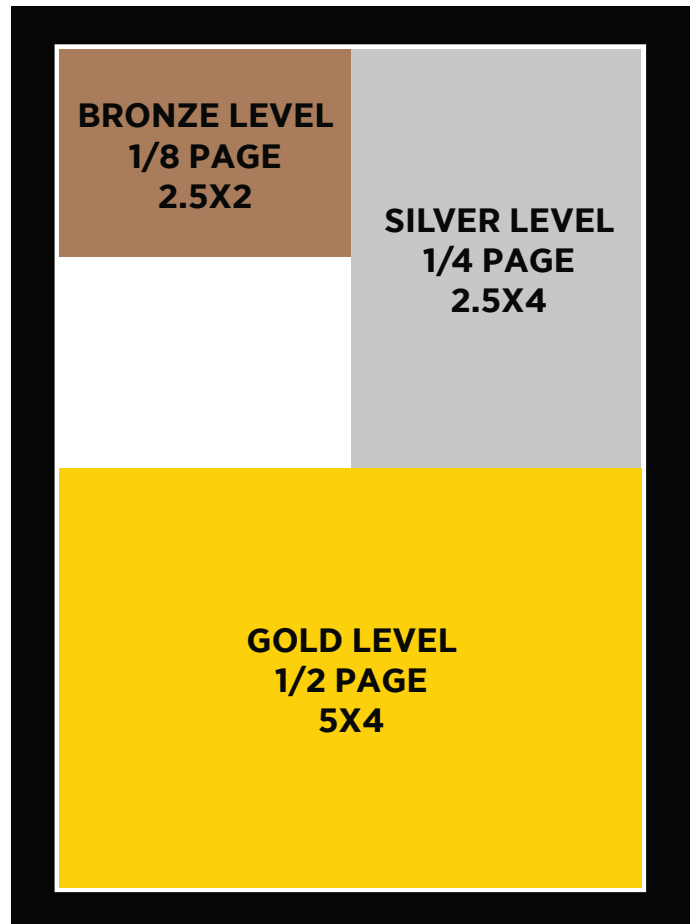 BRONZE LEVEL
1/8 PAGE
2.5X2
SILVER LEVEL
1/4 PAGE
2.5X4
GOLD LEVEL
1/2 PAGE
5X4